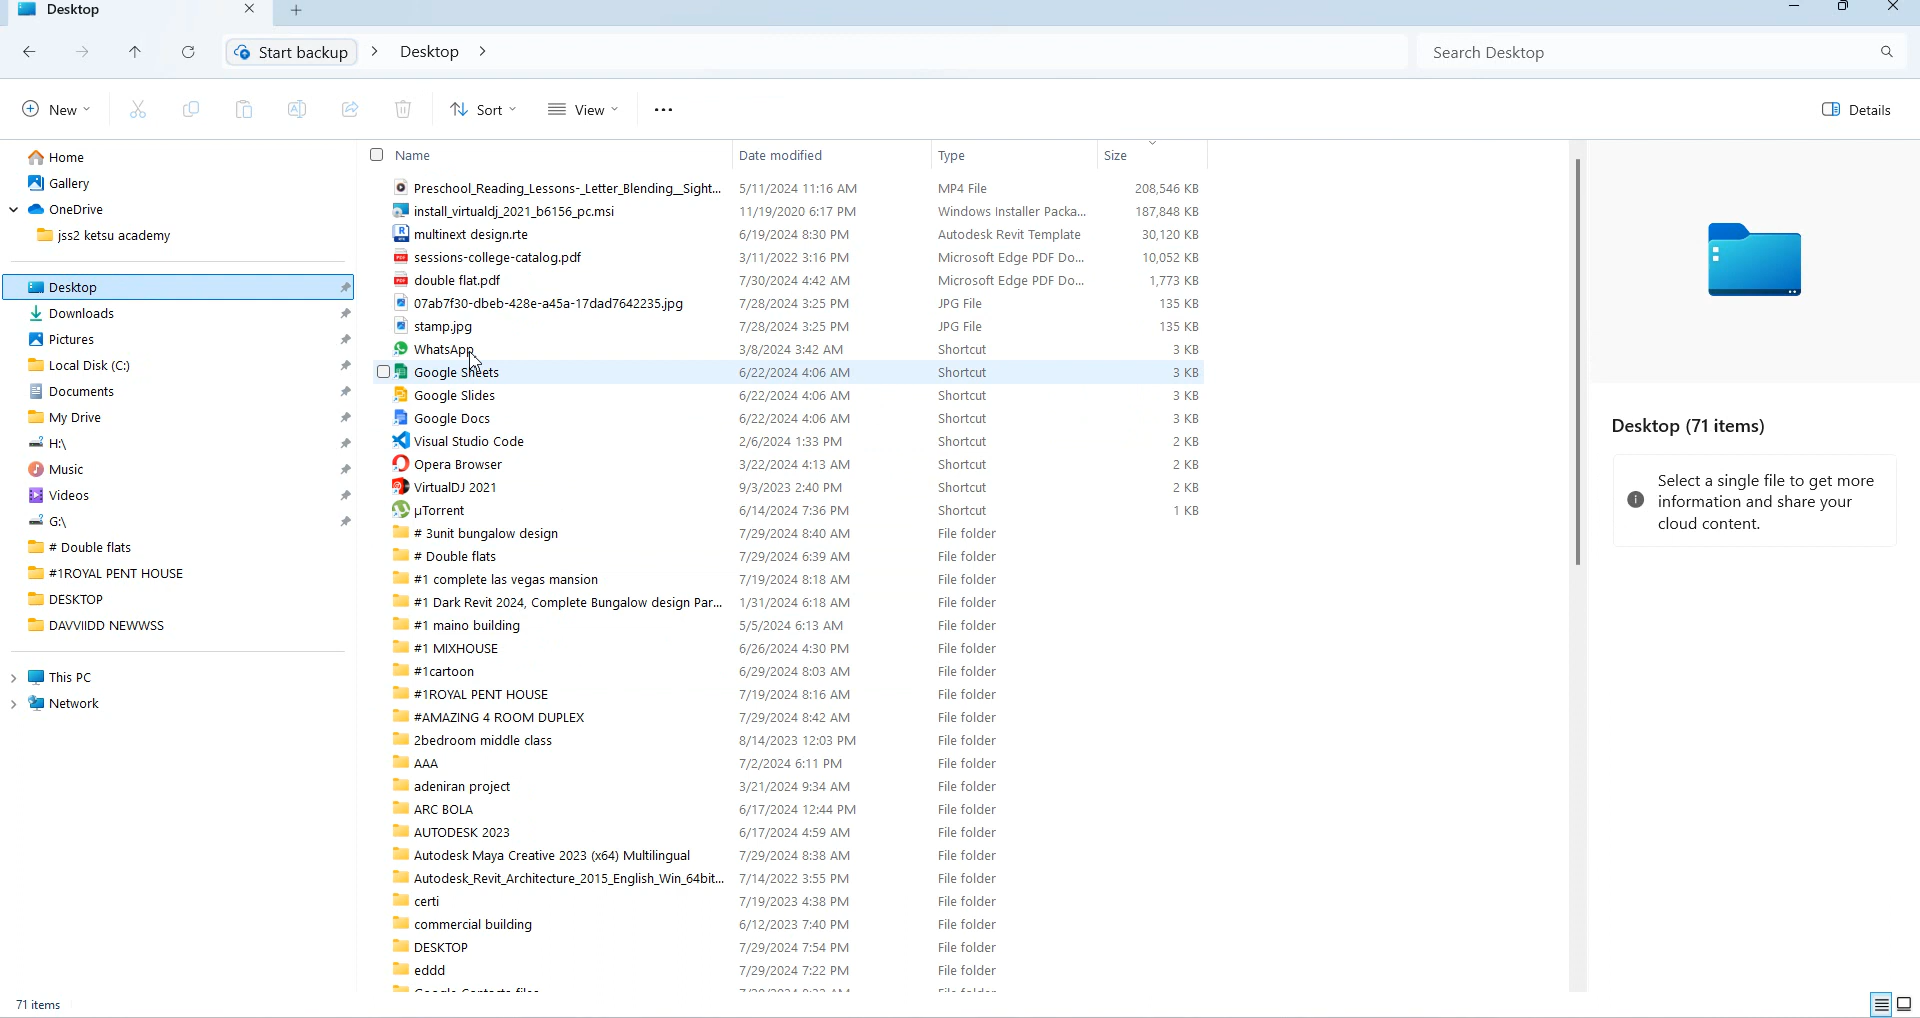 Desktop
Start backup > Desktop >
Search Desktop
New
Sort
View
Details
Home
Gallery
OneDrive
jss2 ketsu academy
Desktop
Downloads
Pictures
Local Disk (C:)
Documents
My Drive
H:\
Music
Videos
G:\
# Double flats
#1ROYAL PENT HOUSE
DESKTOP
DAVVIIDD NEWWSS
This PC
Network
Name Date modified Type Size
Preschool_Reading_Lessons-_Letter_Blending__Sight... 5/11/2024 11:16 AM MP4 File 208,546 KB
install_virtualdj_2021_b6156_pc.msi 11/19/2020 6:17 PM Windows Installer Packa... 187,848 KB
multinext design.rte 6/19/2024 8:30 PM Autodesk Revit Template 30,120 KB
sessions-college-catalog.pdf 3/11/2022 3:16 PM Microsoft Edge PDF Do... 10,052 KB
double flat.pdf 7/30/2024 4:42 AM Microsoft Edge PDF Do... 1,773 KB
07ab7f30-dbeb-428e-a45a-17dad7642235.jpg 7/28/2024 3:25 PM JPG File 135 KB
stamp.jpg 7/28/2024 3:25 PM JPG File 135 KB
WhatsApp 3/8/2024 3:42 AM Shortcut 3 KB
Google Sheets 6/22/2024 4:06 AM Shortcut 3 KB
Google Slides 6/22/2024 4:06 AM Shortcut 3 KB
Google Docs 6/22/2024 4:06 AM Shortcut 3 KB
Visual Studio Code 2/6/2024 1:33 PM Shortcut 2 KB
Opera Browser 3/22/2024 4:13 AM Shortcut 2 KB
VirtualDJ 2021 9/3/2023 2:40 PM Shortcut 2 KB
µTorrent 6/14/2024 7:36 PM Shortcut 1 KB
# 3unit bungalow design 7/29/2024 8:40 AM File folder
# Double flats 7/29/2024 6:39 AM File folder
#1 complete las vegas mansion 7/19/2024 8:18 AM File folder
#1 Dark Revit 2024, Complete Bungalow design Par... 1/31/2024 6:18 AM File folder
#1 maino building 5/5/2024 6:13 AM File folder
#1 MIXHOUSE 6/26/2024 4:30 PM File folder
#1cartoon 6/29/2024 8:03 AM File folder
#1ROYAL PENT HOUSE 7/19/2024 8:16 AM File folder
#AMAZING 4 ROOM DUPLEX 7/29/2024 8:42 AM File folder
2bedroom middle class 8/14/2023 12:03 PM File folder
AAA 7/2/2024 6:11 PM File folder
adeniran project 3/21/2024 9:34 AM File folder
ARC BOLA 6/17/2024 12:44 PM File folder
AUTODESK 2023 6/17/2024 4:59 AM File folder
Autodesk Maya Creative 2023 (x64) Multilingual 7/29/2024 8:38 AM File folder
Autodesk_Revit_Architecture_2015_English_Win_64bit... 7/14/2022 3:55 PM File folder
certi 7/19/2023 4:38 PM File folder
commercial building 6/12/2023 7:40 PM File folder
DESKTOP 7/29/2024 7:54 PM File folder
eddd 7/29/2024 7:22 PM File folder
Desktop (71 items)
Select a single file to get more
information and share your
cloud content.
71 items